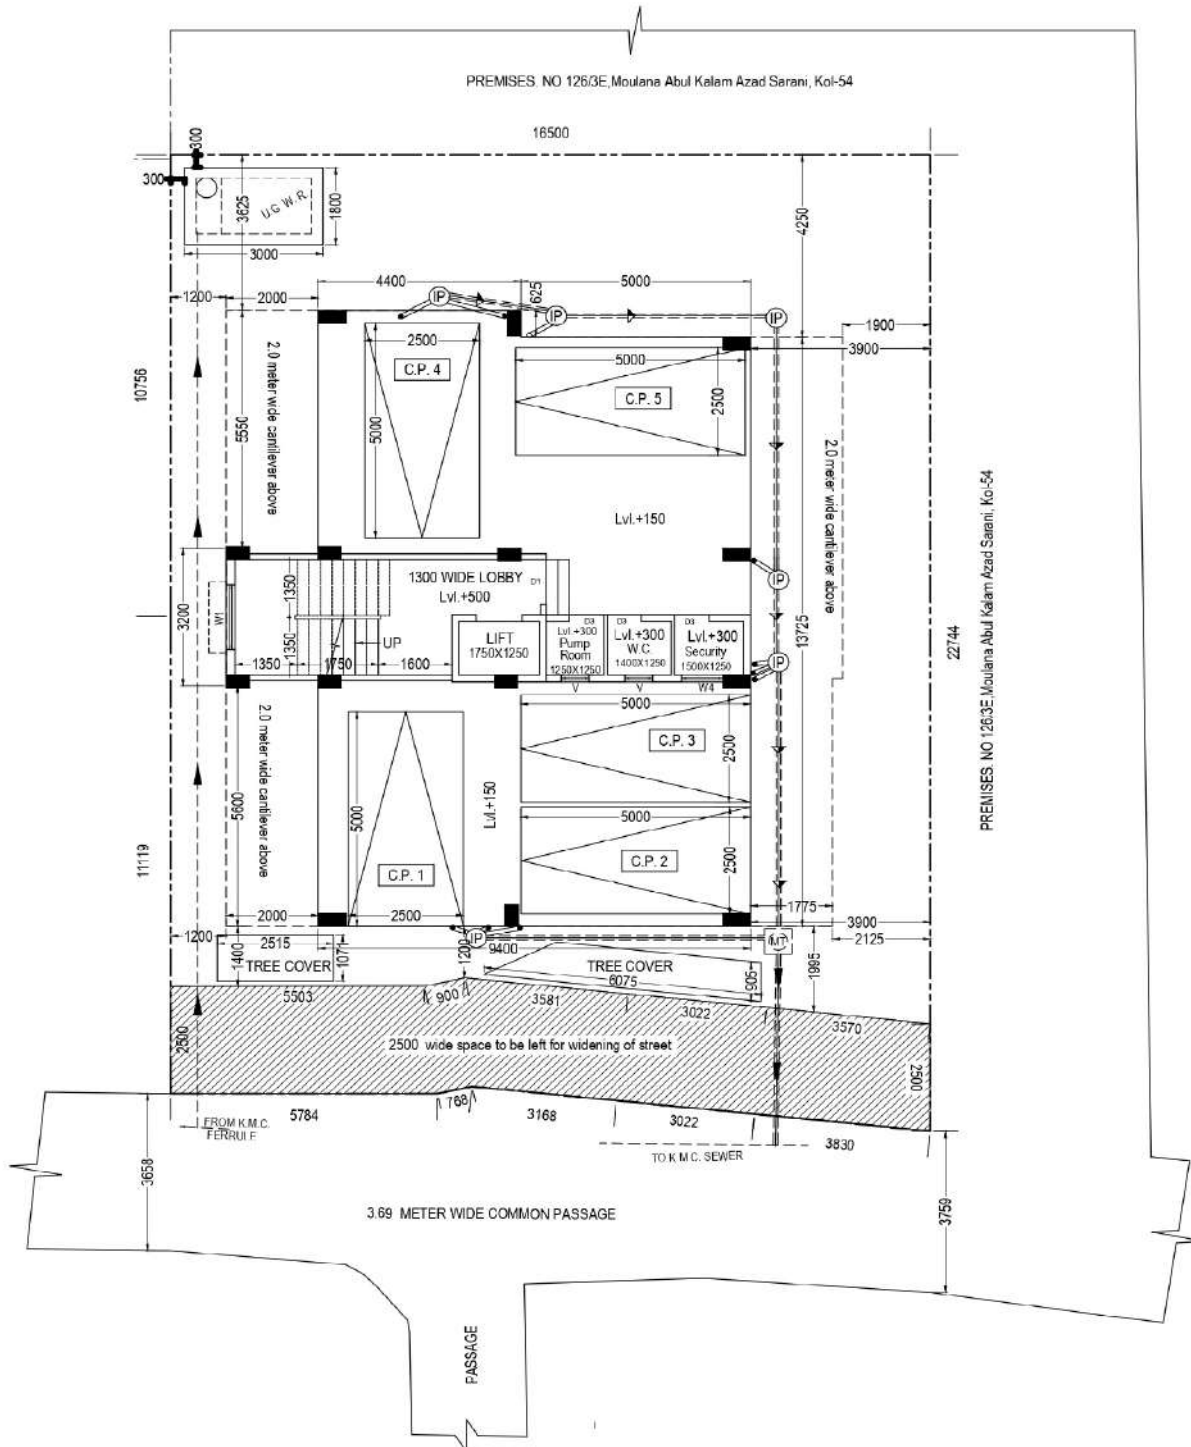 PREMISES. NO 126/3E,Moulana Abul Kalam Azad Sarani, Kol-54
16500
300
300
U.G W.R.
3625
1800
3000
4250
4400
5000
625
1200
2000
1900
3900
2500
C.P. 4
5000
5000
C.P. 5
2500
IP
IP
IP
10756
5550
2.0 meter wide cantilever above
2.0 meter wide cantilever above
Lvl.+150
1300 WIDE LOBBY
Lvl.+500
D1
IP
3200
W1
1350
1350
UP
1350
1750
1600
LIFT
1750X1250
D3
Lvl.+300
Pump
Room
1250X1250
V
D3
Lvl.+300
W.C
1400X1250
V
D3
Lvl.+300
Security
1500X1250
W4
IP
13725
22744
PREMISES. NO 126/3E,Moulana Abul Kalam Azad Sarani, Kol-54
5000
C.P. 3
2500
2.0 meter wide cantilever above
5600
5000
Lvl.+150
5000
C.P. 2
2500
C.P. 1
2500
11119
2000
1775
3900
1200
2515
1400
1071
TREE COVER
1200
IP
9400
2125
1995
TREE COVER
6075
905
5503
900
3581
3022
3570
2500
2500 wide space to be left for widening of street
2500
5784
768
3168
3022
3830
FROM K.M.C.
FERRULE
TO K.M.C. SEWER
3658
3.69 METER WIDE COMMON PASSAGE
3759
PASSAGE